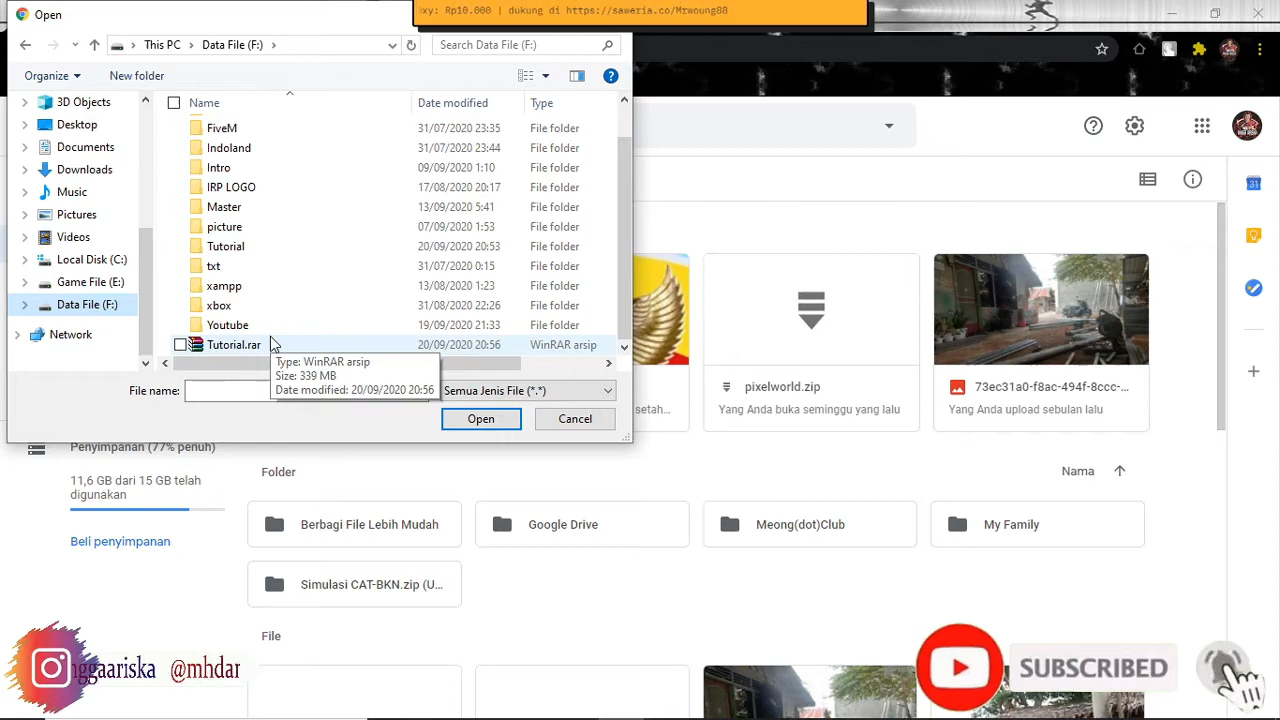 Open
xy: Rp10.000 | dukung di https://saweria.co/Mrwoung88
This PC > Data File (F:) >
Search Data File (F:)
Organize
New folder
Name
Date modified
Type
3D Objects
Desktop
Documents
Downloads
Music
Pictures
Videos
Local Disk (C:)
Game File (E:)
Data File (F:)
Network
FiveM 31/07/2020 23:35 File folder
Indoland 31/07/2020 23:44 File folder
Intro 09/09/2020 1:10 File folder
IRP LOGO 17/08/2020 20:17 File folder
Master 13/09/2020 5:41 File folder
picture 07/09/2020 1:53 File folder
Tutorial 20/09/2020 20:53 File folder
txt 31/07/2020 0:15 File folder
xampp 13/08/2020 1:23 File folder
xbox 31/08/2020 22:26 File folder
Youtube 19/09/2020 21:33 File folder
Tutorial.rar 20/09/2020 20:56 WinRAR arsip
Type: WinRAR arsip
Size: 339 MB
Date modified: 20/09/2020 20:56
File name:
Semua Jenis File (*.*)
Open
Cancel
setah...
pixelworld.zip
Yang Anda buka seminggu yang lalu
73ec31a0-f8ac-494f-8ccc-...
Yang Anda upload sebulan lalu
31
Penyimpanan (77% penuh)
11,6 GB dari 15 GB telah
digunakan
Beli penyimpanan
Folder
Nama
Berbagi File Lebih Mudah
Google Drive
Meong(dot)Club
My Family
Simulasi CAT-BKN.zip (U...
File
nggaariska @mhdar
SUBSCRIBED